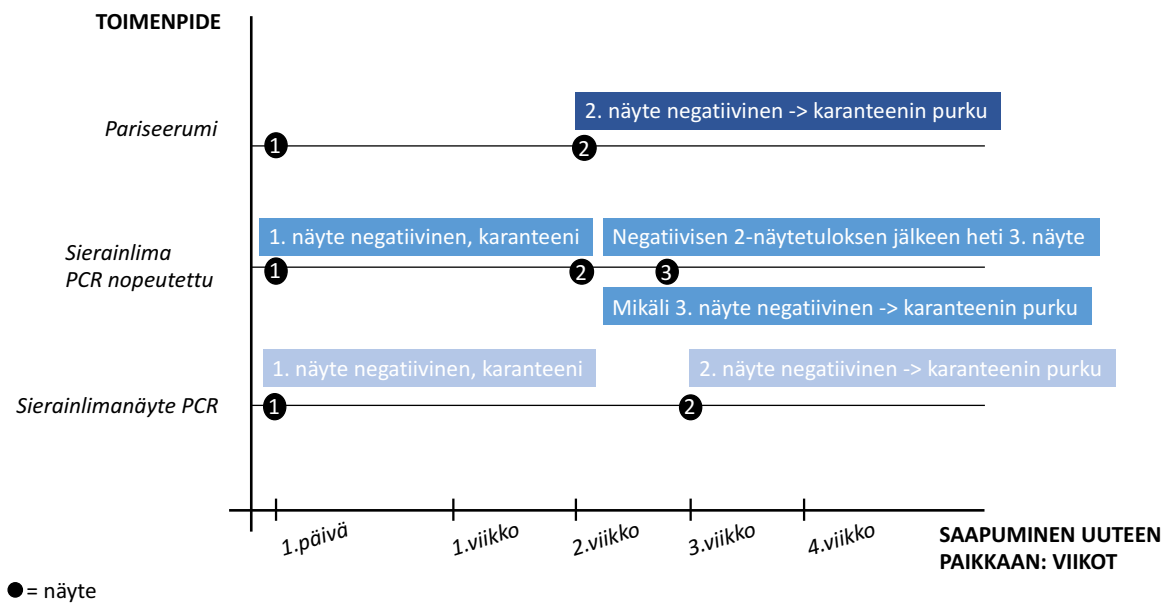 TOIMENPIDE
2. näyte negatiivinen -> karanteenin purku
Pariseerumi
1
2
1. näyte negatiivinen, karanteeni
Negatiivisen 2-näytetuloksen jälkeen heti 3. näyte
Sierainlima
PCR nopeutettu
1
2
3
Mikäli 3. näyte negatiivinen -> karanteenin purku
1. näyte negatiivinen, karanteeni
2. näyte negatiivinen -> karanteenin purku
Sierainlimanäyte PCR
1
2
1.päivä
1.viikko
2.viikko
3.viikko
4.viikko
SAAPUMINEN UUTEEN
PAIKKAAN: VIIKOT
= näyte